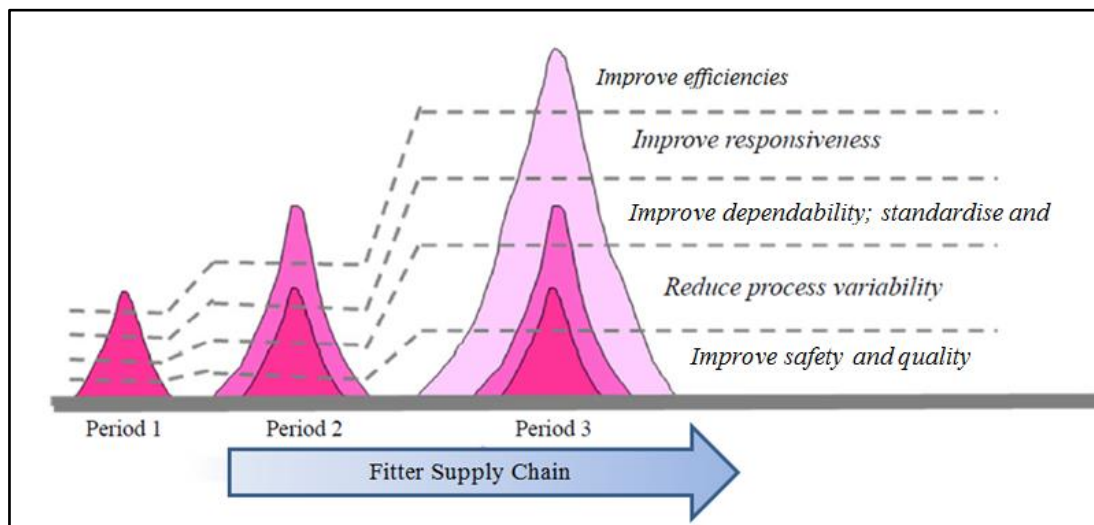 Improve efficiencies
Improve responsiveness
Improve dependability; standardise and
Reduce process variability
Improve safety and quality
Period 1 Period 2 Period 3
Fitter Supply Chain